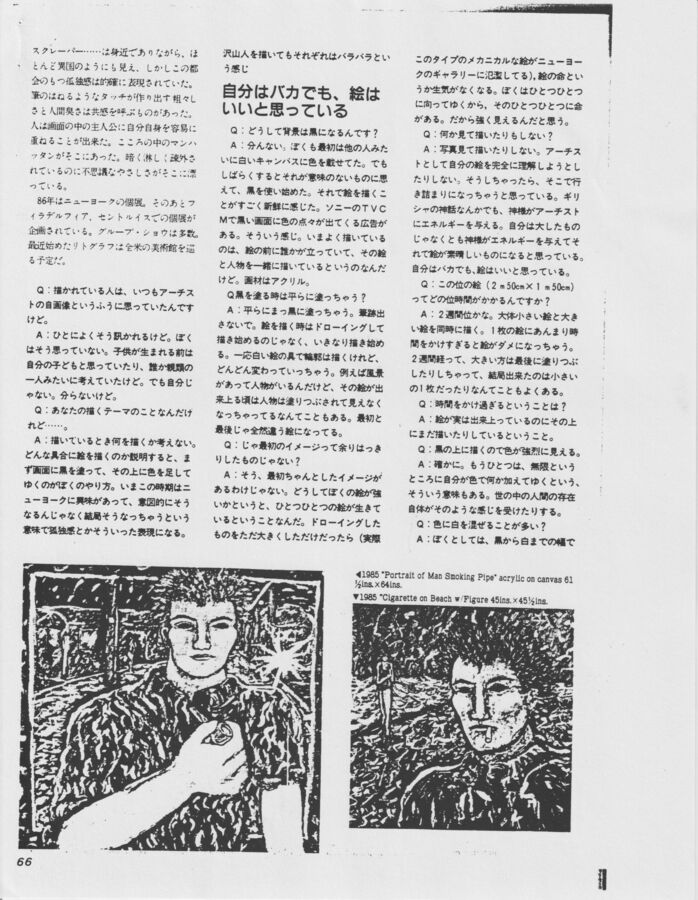 スクレーパー……は身近でありながら、ほ
とんど異国のようにも見え、しかしこの都
会のもつ孤独感は的確に表現されていた。
筆のはねるようなタッチが作り出す粗々し
さと人間臭さは共感を呼ぶものがあった。
人は画面の中の主人公に自分自身を容易に
重ねることが出来た。こころの中のマンハ
ッタンがそこにあった。暗く淋しく疎外さ
れているのに不思議なやさしさがそこに漂
っている。
86年はニューヨークの個展。そのあとフ
ィラデルフィア、セントルイスでの個展が
企画されている。グループ・ショウは多数。
最近始めたリトグラフは全米の美術館を巡
る予定だ。
Q：描かれている人は、いつもアーチス
トの自画像というふうに思っていたんです
けど。
A：ひとによくそう訊かれるけど。ぼく
はそう思っていない。子供が生まれる前は
自分の子どもと思っていたり、誰か親類の
一人みたいに考えていたけど。でも自分じ
ゃない。分らないけど。
Q：あなたの描くテーマのことなんだけ
れど……。
A：描いているとき何を描くか考えない。
どんな具合に絵を描くのか説明すると、ま
ず画面に黒を塗って、その上に色を足して
ゆくのがぼくのやり方。いまこの時期はニ
ューヨークに興味があって、意図的にそう
なるんじゃなく結局そうなっちゃうという
意味で孤独感とかそういった表現になる。
沢山人を描いてもそれぞれはバラバラとい
う感じ
自分はバカでも、絵は
いいと思っている
Q：どうして背景は黒になるんです？
A：分んない。ぼくも最初は他の人みた
いに白いキャンバスに色を載せてた。でも
しばらくするとそれが意味のないものに思
えて、黒を使い始めた。それで絵を描くこ
とがすごく新鮮に感じた。ソニーのTVC
Mで黒い画面に色の点々が出てくる広告が
ある。そういう感じ。いまよく描いている
のは、絵の前に誰かが立っていて、その絵
と人物を一緒に描いているというのなんだ
けど。画材はアクリル。
Q黒を塗る時は平らに塗っちゃう？
A：平らにまっ黒に塗っちゃう。筆跡出
さないで。絵を描く時はドローイングして
描き始めるのじゃなく、いきなり描き始め
る。一応白い絵の具で輪郭は描くけれど、
どんどん変わっていっちゃう。例えば風景
があって人物がいるんだけど、その絵が出
来上る頃は人物は塗りつぶされて見えなく
なっちゃってるなんてこともある。最初と
最後じゃ全然違う絵になってる。
Q：じゃ最初のイメージって余りはっき
りしたものじゃない？
A：そう、最初ちゃんとしたイメージが
あるわけじゃない。どうしてぼくの絵が強
いかというと、ひとつひとつの絵が生きて
いるということなんだ。ドローイングした
ものをただ大きくしただけだったら（実際
このタイプのメカニカルな絵がニューヨー
クのギャラリーに氾濫してる)、絵の命とい
うか生気がなくなる。ぼくはひとつひとつ
に向ってゆくから、そのひとつひとつに命
がある。だから強く見えるんだと思う。
Q：何か見て描いたりもしない？
A：写真見て描いたりしない。アーチス
トとして自分の絵を完全に理解しようとし
たりしない。そうしちゃったら、そこで行
き詰まりになっちゃうと思っている。ギリ
シャの神話なんかでも、神様がアーチスト
にエネルギーを与える。自分は大したもの
じゃなくとも神様がエネルギーを与えてそ
れで絵が素晴しいものになると思っている。
自分はバカでも、絵はいいと思っている。
Q：この位の絵（2m50cm×1m50cm）
ってどの位時間がかかるんですか？
A：2週間位かな。大体小さい絵と大き
い絵を同時に描く。1枚の絵にあんまり時
間をかけすぎると絵がダメになっちゃう。
2週間経って、大きい方は最後に塗りつぶ
したりしちゃって、結局出来たのは小さい
の1枚だったりなんてこともよくある。
Q：時間をかけ過ぎるということは？
A：絵が実は出来上っているのにその上
にまだ描いたりしているということ。
Q：黒の上に描くので色が強烈に見える。
A：確かに。もうひとつは、無限という
ところに自分が色で何か加えてゆくという、
そういう意味もある。世の中の人間の存在
自体がそのような感じを受けたりする。
Q：色に白を混ぜることが多い？
A：ぼくとしては、黒から白までの幅で
◀1985 "Portrait of Man Smoking Pipe" acrylic on canvas 61
½ins.×64ins.
▼1985 "Cigarette on Beach w/Figure 45ins.×45½ins.
66